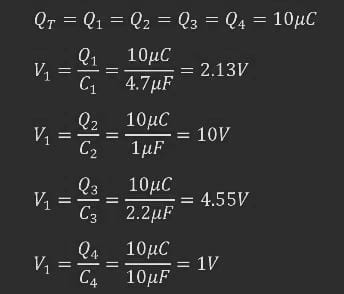 Q_T = Q_1 = Q_2 = Q_3 = Q_4 = 10μC
V_1 = Q_1/C_1 = 10μC/4.7μF = 2.13V
V_1 = Q_2/C_2 = 10μC/1μF = 10V
V_1 = Q_3/C_3 = 10μC/2.2μF = 4.55V
V_1 = Q_4/C_4 = 10μC/10μF = 1V